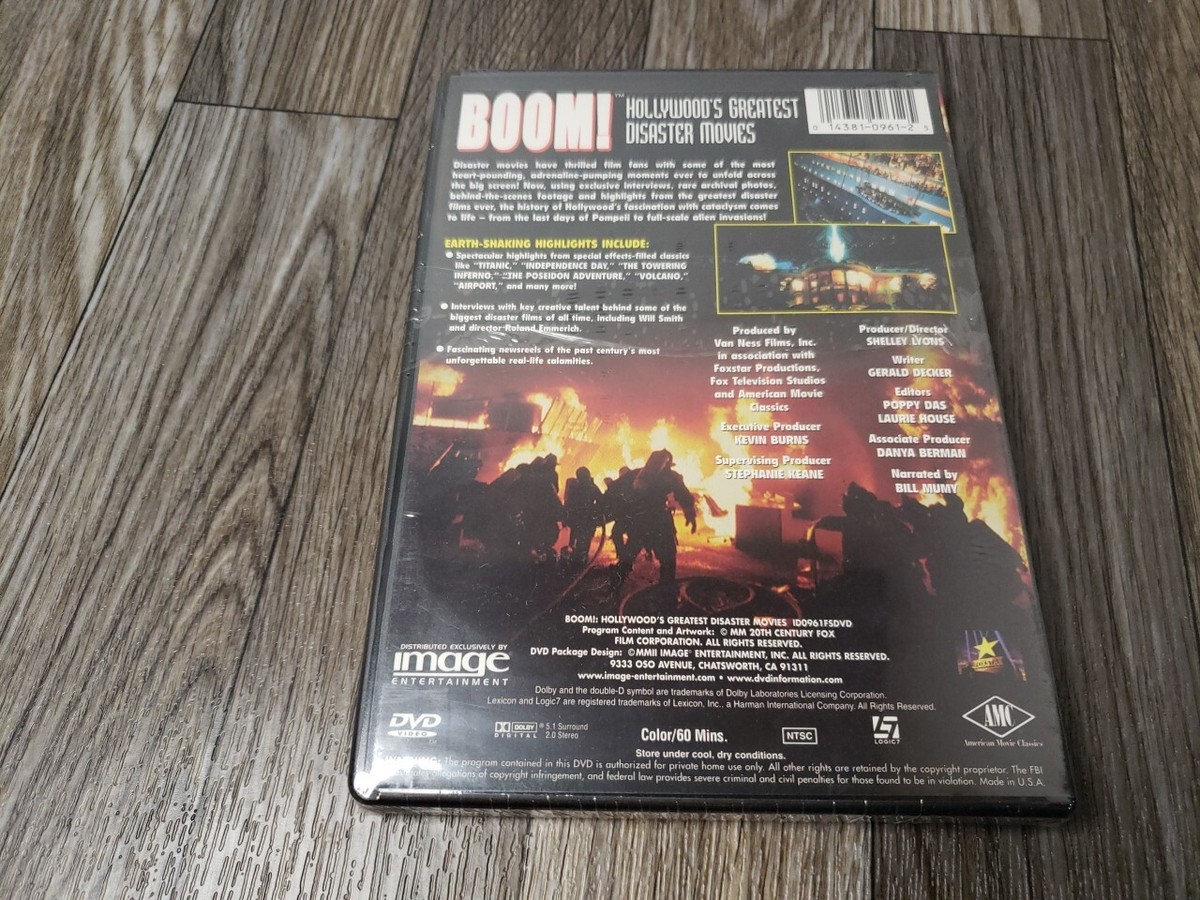 BOOM!™
HOLLYWOOD'S GREATEST
DISASTER MOVIES
0 14381-0961-2 5
Disaster movies have thrilled film fans with some of the most
heart-pounding, adrenaline-pumping moments ever to unfold across
the big screen! Now, using exclusive interviews, rare archival photos,
behind-the-scenes footage and highlights from the greatest disaster
films ever, the history of Hollywood's fascination with cataclysm comes
to life – from the last days of Pompeii to full-scale alien invasions!
EARTH-SHAKING HIGHLIGHTS INCLUDE:
● Spectacular highlights from special effects-filled classics
like "TITANIC," "INDEPENDENCE DAY," "THE TOWERING
INFERNO," "THE POSEIDON ADVENTURE," "VOLCANO,"
"AIRPORT," and many more!
● Interviews with key creative talent behind some of the
biggest disaster films of all time, including Will Smith
and director Roland Emmerich.
● Fascinating newsreels of the past century's most
unforgettable real-life calamities.
Produced by
Van Ness Films, Inc.
in association with
Foxstar Productions,
Fox Television Studios
and American Movie
Classics
Executive Producer
KEVIN BURNS
Supervising Producer
STEPHANIE KEANE
Producer/Director
SHELLEY LYONS
Writer
GERALD DECKER
Editors
POPPY DAS
LAURIE HOUSE
Associate Producer
DANYA BERMAN
Narrated by
BILL MUMY
BOOM!: HOLLYWOOD'S GREATEST DISASTER MOVIES ID0961FSDVD
Program Content and Artwork: © MM 20TH CENTURY FOX
FILM CORPORATION. ALL RIGHTS RESERVED.
DVD Package Design: ©MMII IMAGE ENTERTAINMENT, INC. ALL RIGHTS RESERVED.
9333 OSO AVENUE, CHATSWORTH, CA 91311
www.image-entertainment.com • www.dvdinformation.com
DISTRIBUTED EXCLUSIVELY BY
image
ENTERTAINMENT
Dolby and the double-D symbol are trademarks of Dolby Laboratories Licensing Corporation.
Lexicon and Logic7 are registered trademarks of Lexicon, Inc., a Harman International Company. All Rights Reserved.
DVD
VIDEO
DOLBY
DIGITAL
5.1 Surround
2.0 Stereo
Color/60 Mins.
NTSC
LOGIC7
AMC
American Movie Classics
Store under cool, dry conditions.
WARNING: The program contained in this DVD is authorized for private home use only. All other rights are retained by the copyright proprietor. The FBI
allegations of copyright infringement, and federal law provides severe criminal and civil penalties for those found to be in violation. Made in U.S.A.